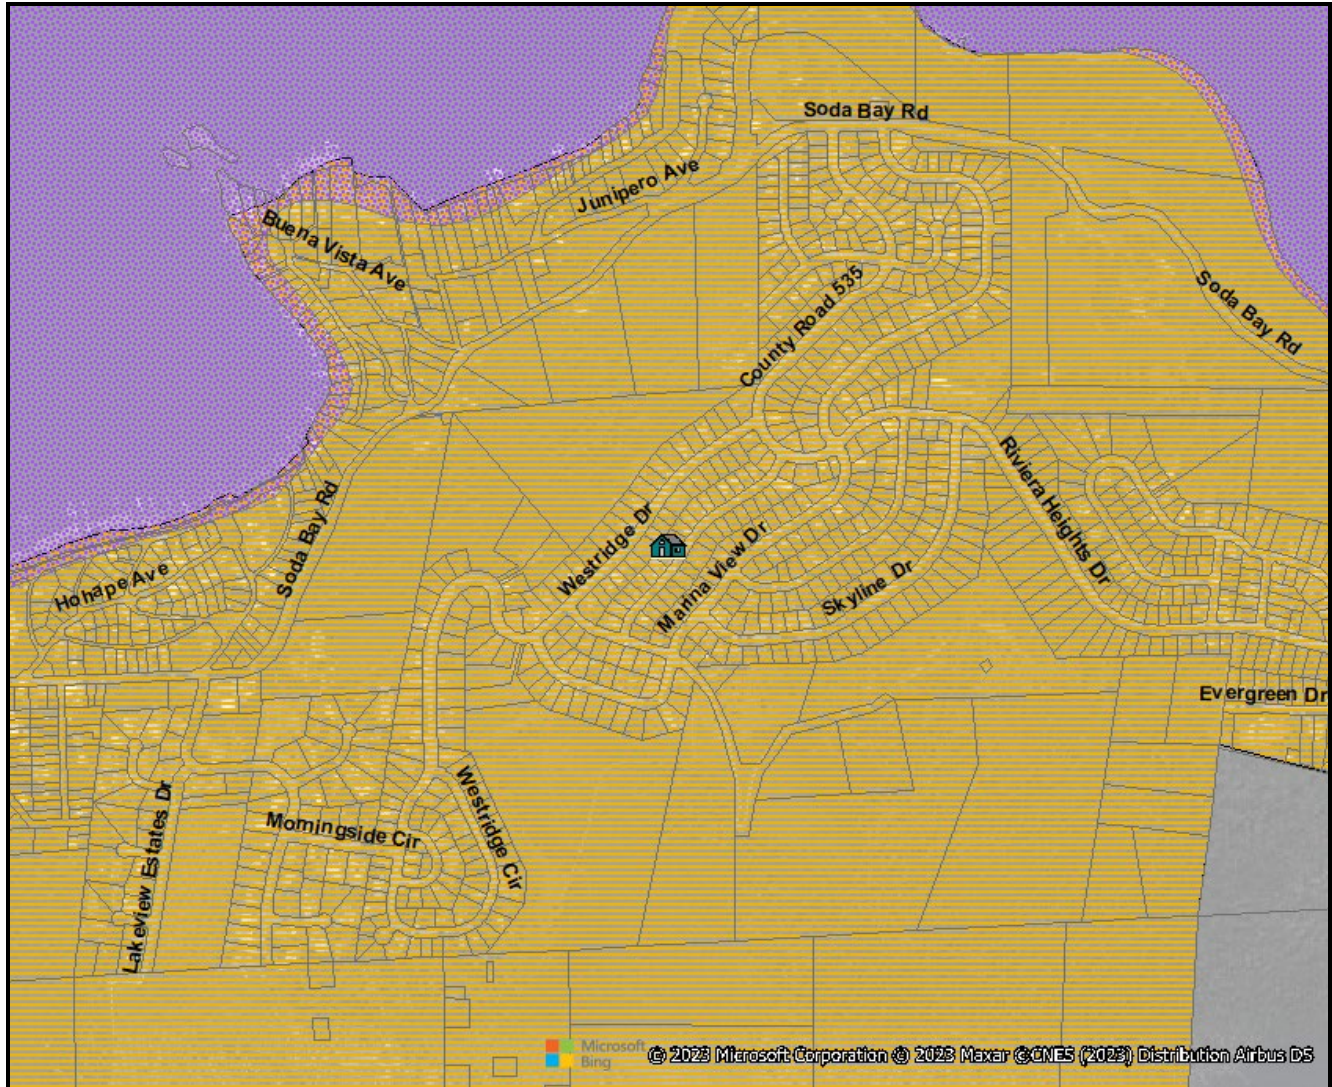 Soda Bay Rd
Junipero Ave
Buena Vista Ave
Soda Bay Rd
County Road 535
Riviera Heights Dr
Soda Bay Rd
Westridge Dr
Marina View Dr
Hohape Ave
Skyline Dr
Evergreen Dr
Westridge Cir
Morningside Cir
Lakeview Estates Dr
Microsoft
Bing
© 2023 Microsoft Corporation © 2023 Maxar ©CNES (2023) Distribution Airbus DS